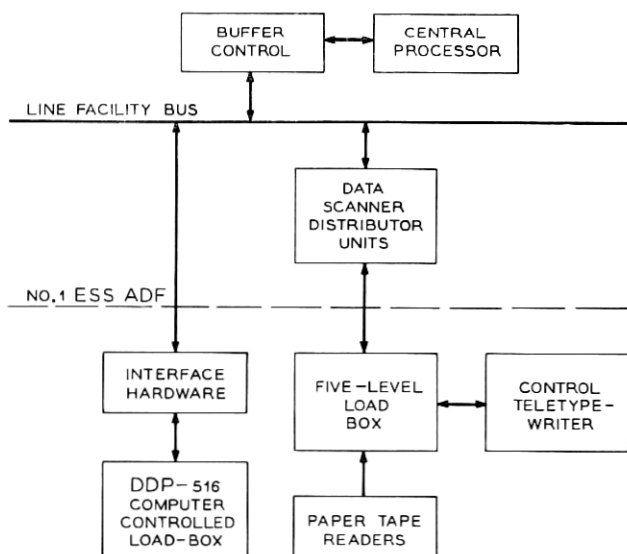 BUFFER
CONTROL
CENTRAL
PROCESSOR
LINE FACILITY BUS
DATA
SCANNER
DISTRIBUTOR
UNITS
NO.1 ESS ADF
INTERFACE
HARDWARE
FIVE-LEVEL
LOAD
BOX
CONTROL
TELETYPE-
WRITER
DDP-516
COMPUTER
CONTROLLED
LOAD-BOX
PAPER TAPE
READERS